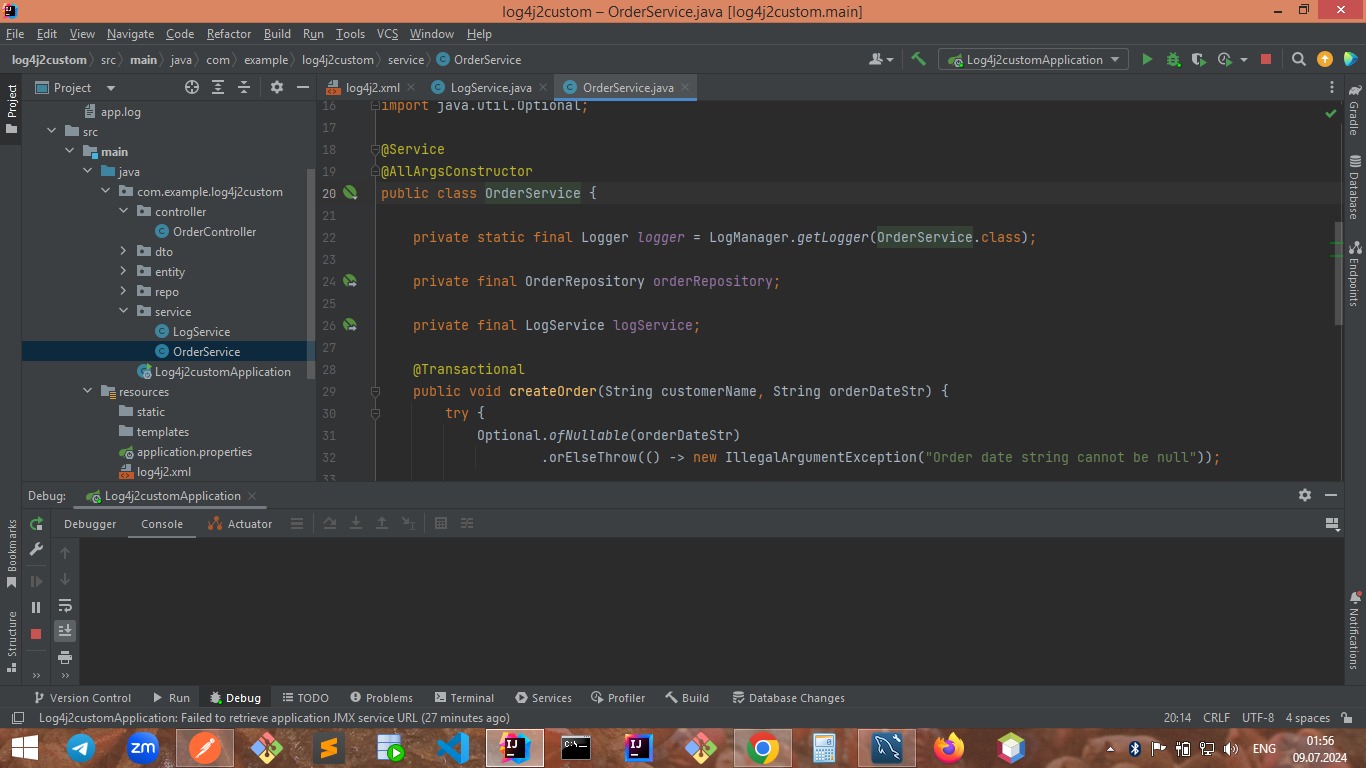 log4j2custom – OrderService.java [log4j2custom.main]
File Edit View Navigate Code Refactor Build Run Tools VCS Window Help
log4j2custom src main java com example log4j2custom service OrderService
Log4j2customApplication
Project
log4j2.xml LogService.java OrderService.java
Project
app.log
src
main
java
com.example.log4j2custom
controller
OrderController
dto
entity
repo
service
LogService
OrderService
Log4j2customApplication
resources
static
templates
application.properties
log4j2.xml
16 import java.util.Optional;
17
18 @Service
19 @AllArgsConstructor
20 public class OrderService {
21
22 private static final Logger logger = LogManager.getLogger(OrderService.class);
23
24 private final OrderRepository orderRepository;
25
26 private final LogService logService;
27
28 @Transactional
29 public void createOrder(String customerName, String orderDateStr) {
30 try {
31 Optional.ofNullable(orderDateStr)
32 .orElseThrow(() -> new IllegalArgumentException("Order date string cannot be null"));
33
Gradle
Database
Endpoints
Notifications
Debug: Log4j2customApplication
Debugger Console Actuator
Bookmarks
Structure
Version Control Run Debug TODO Problems Terminal Services Profiler Build Database Changes
Log4j2customApplication: Failed to retrieve application JMX service URL (27 minutes ago)
20:14 CRLF UTF-8 4 spaces
zm
IJ
C:\_
IJ
ENG
01:56
09.07.2024